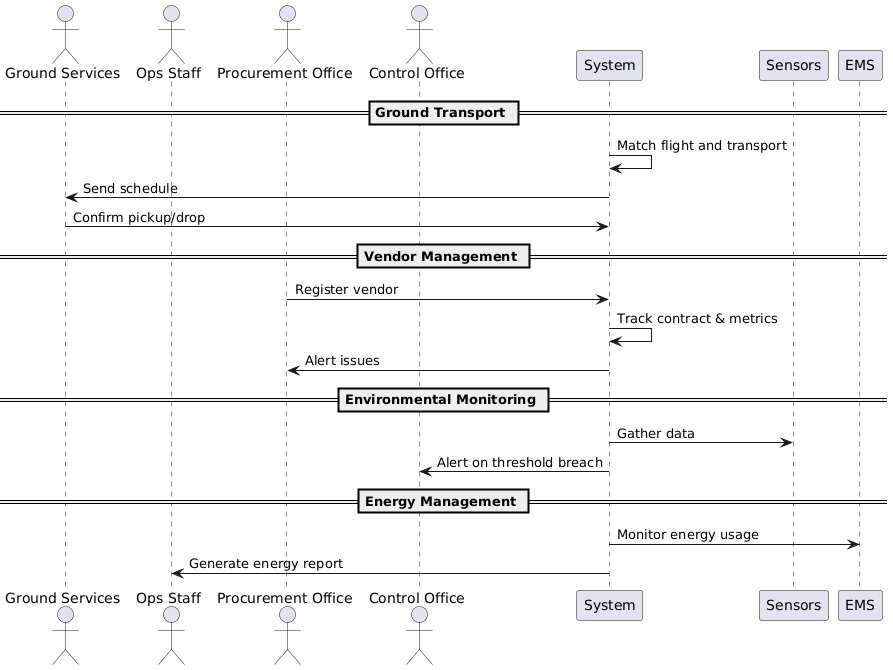 Ground Services
Ops Staff
Procurement Office
Control Office
System
Sensors
EMS
Ground Transport
Match flight and transport
Send schedule
Confirm pickup/drop
Vendor Management
Register vendor
Track contract & metrics
Alert issues
Environmental Monitoring
Gather data
Alert on threshold breach
Energy Management
Monitor energy usage
Generate energy report
Ground Services
Ops Staff
Procurement Office
Control Office
System
Sensors
EMS